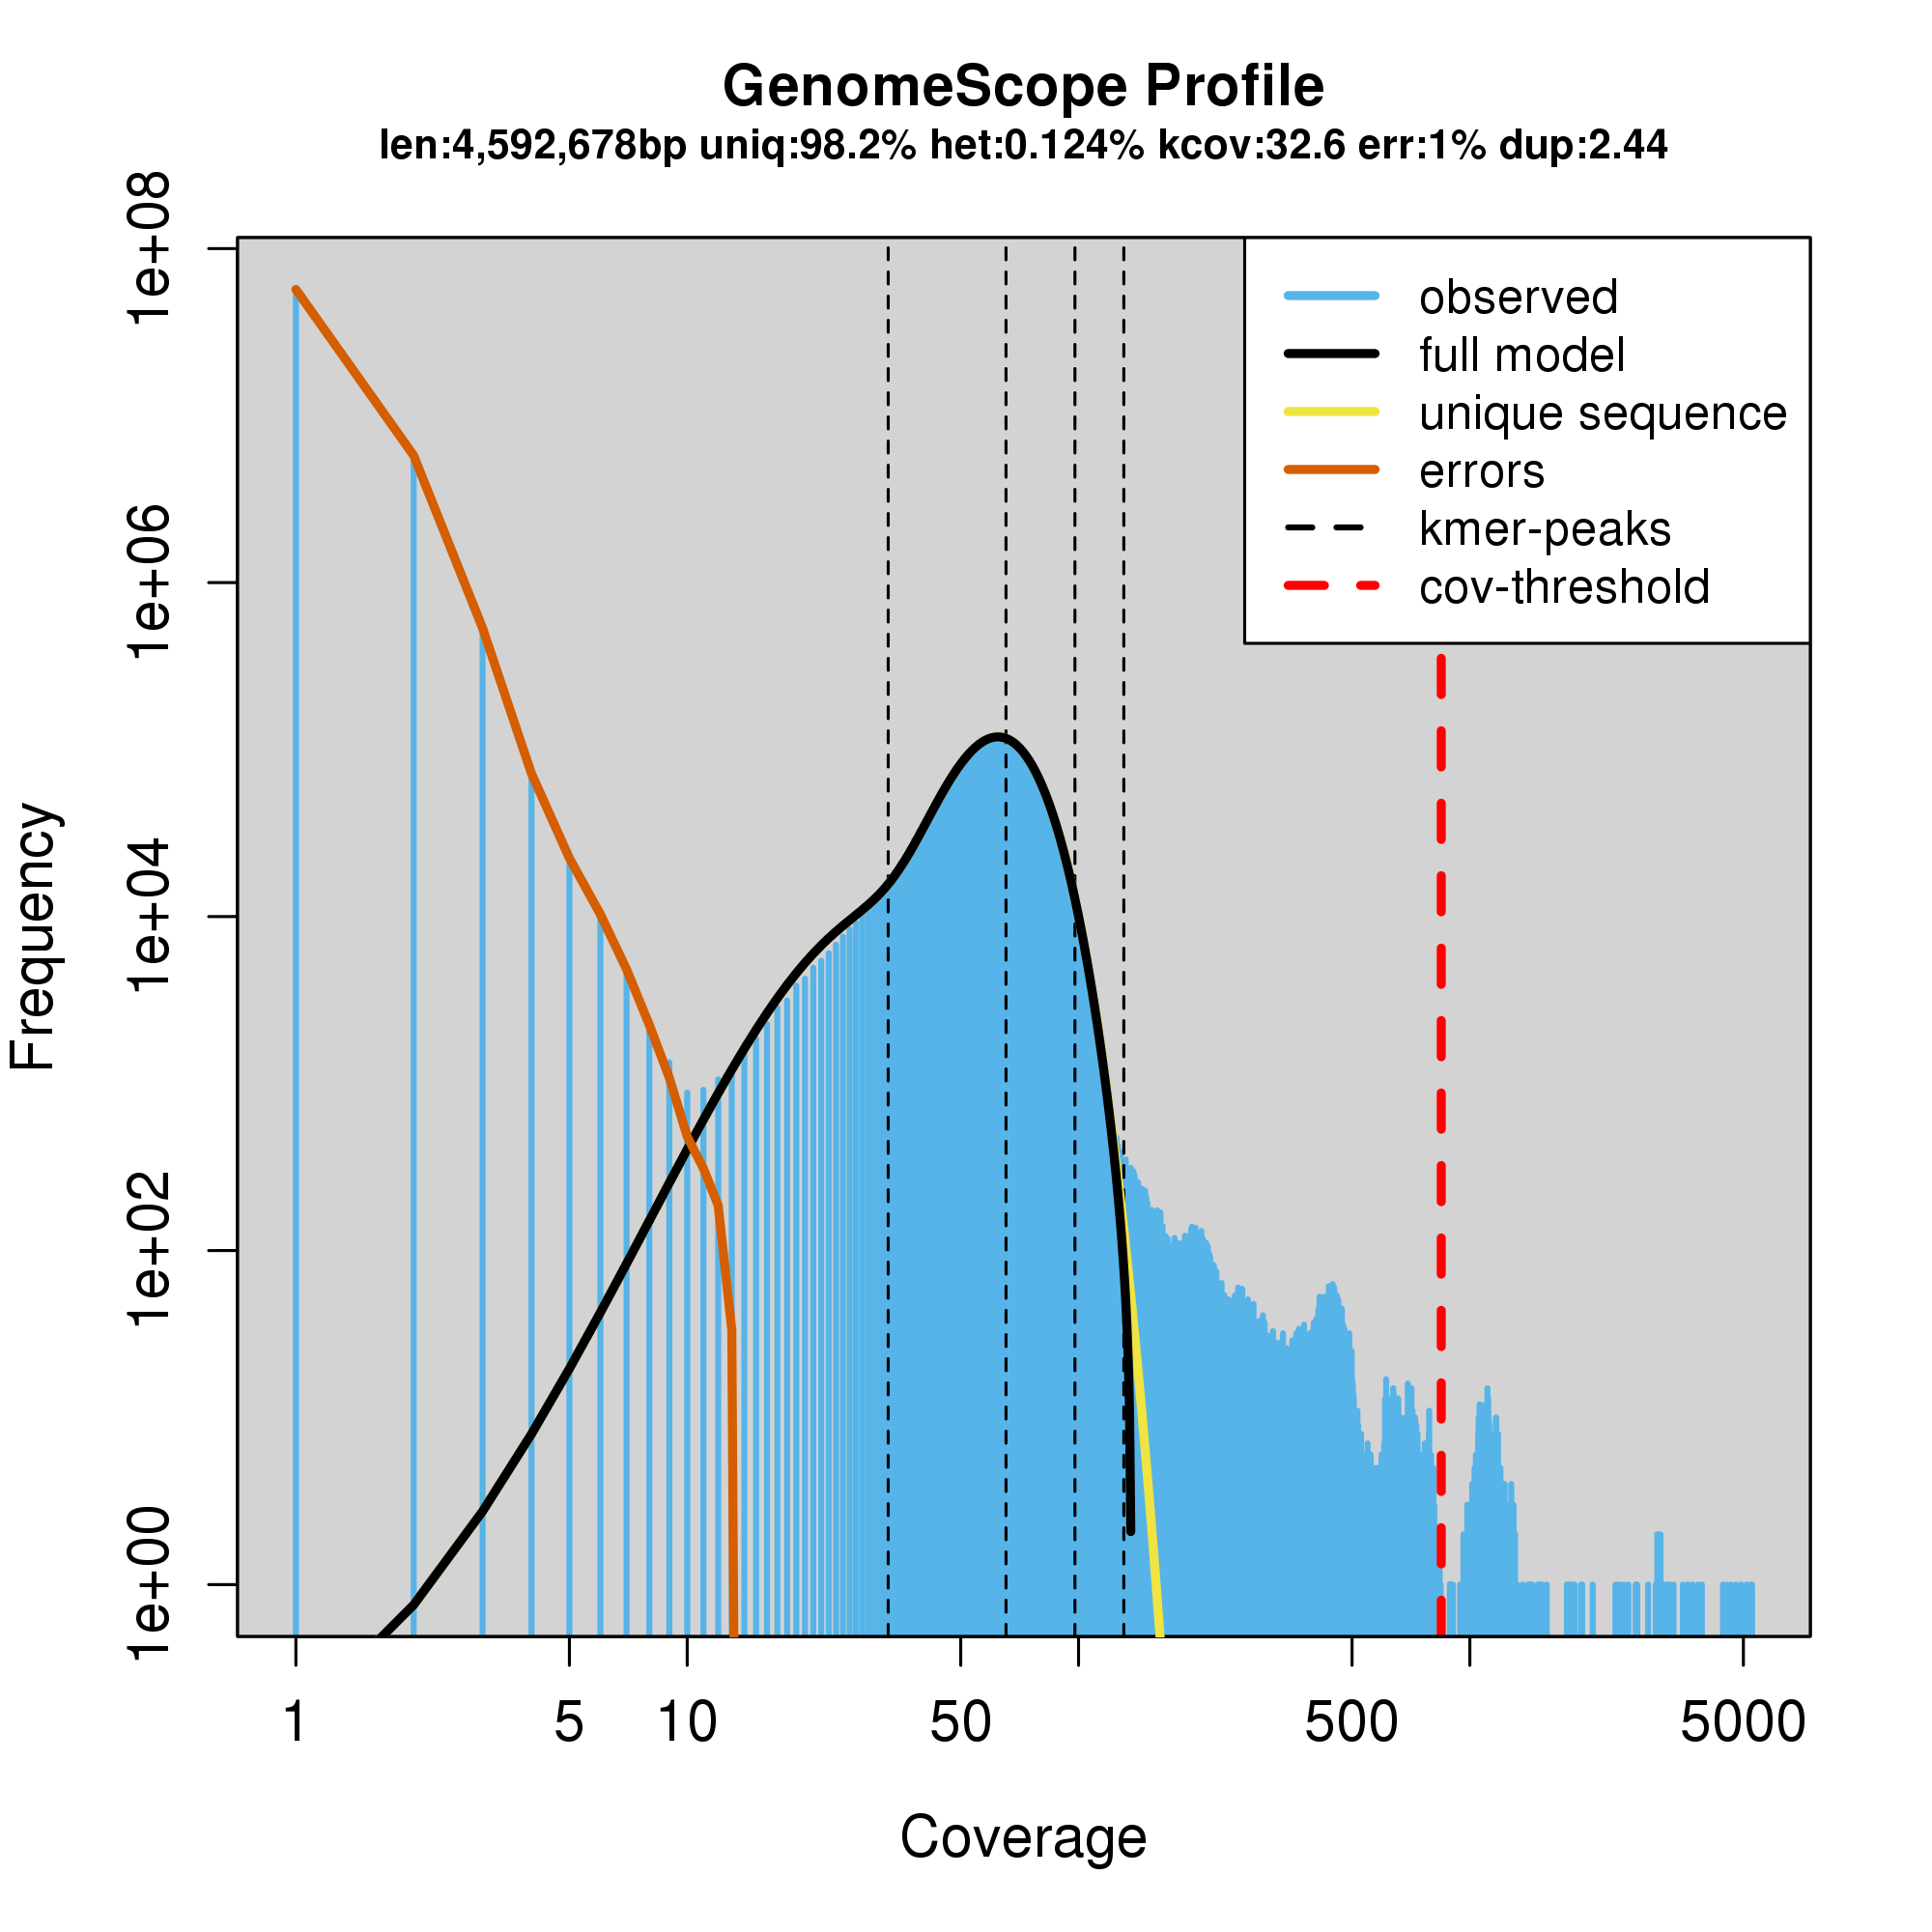 GenomeScope Profile
len:4,592,678bp uniq:98.2% het:0.124% kcov:32.6 err:1% dup:2.44
observed
full model
unique sequence
errors
kmer-peaks
cov-threshold
Frequency
1e+08
1e+06
1e+04
1e+02
1e+00
1 5 10 50 500 5000
Coverage